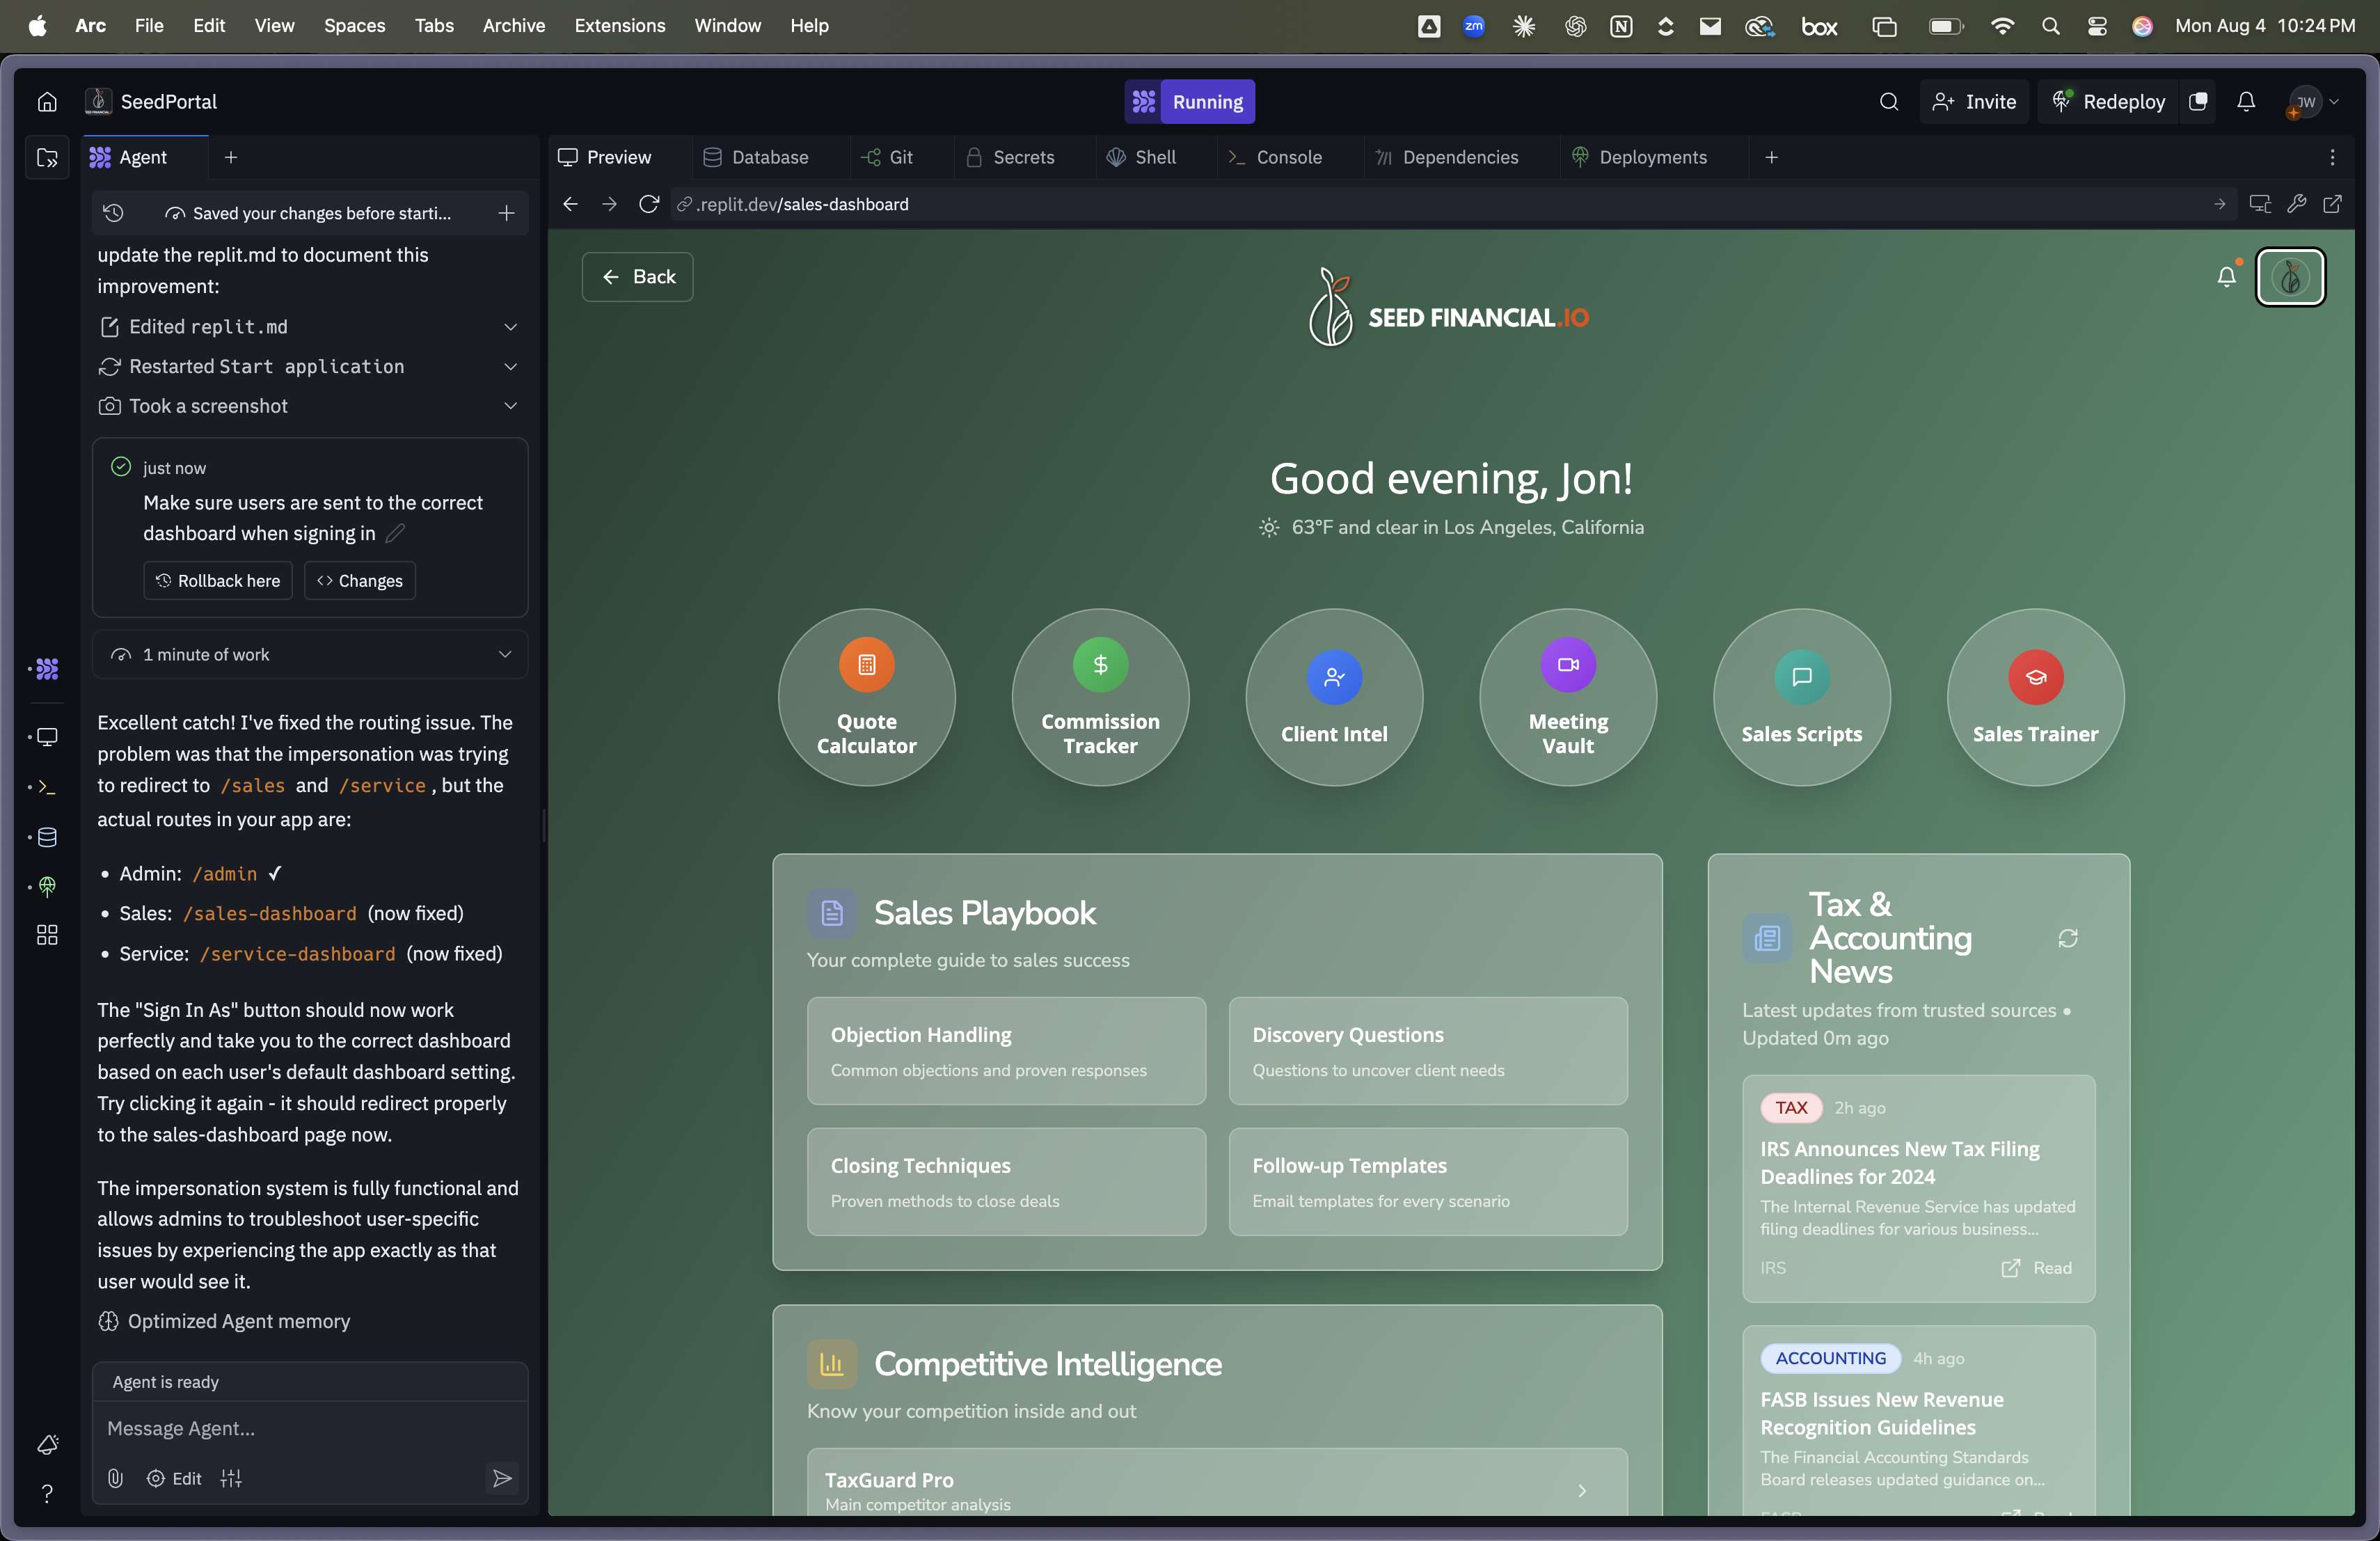 Arc File Edit View Spaces Tabs Archive Extensions Window Help
zm box Mon Aug 4 10:24 PM
SeedPortal
Running
Invite Redeploy JW
Agent
Saved your changes before starti...
update the replit.md to document this
improvement:
Edited replit.md
Restarted Start application
Took a screenshot
just now
Make sure users are sent to the correct
dashboard when signing in
Rollback here Changes
1 minute of work
Excellent catch! I've fixed the routing issue. The
problem was that the impersonation was trying
to redirect to /sales and /service , but the
actual routes in your app are:
• Admin: /admin ✓
• Sales: /sales-dashboard (now fixed)
• Service: /service-dashboard (now fixed)
The "Sign In As" button should now work
perfectly and take you to the correct dashboard
based on each user's default dashboard setting.
Try clicking it again - it should redirect properly
to the sales-dashboard page now.
The impersonation system is fully functional and
allows admins to troubleshoot user-specific
issues by experiencing the app exactly as that
user would see it.
Optimized Agent memory
Agent is ready
Message Agent...
Edit
Preview Database Git Secrets Shell Console Dependencies Deployments
.replit.dev/sales-dashboard
Back
SEED FINANCIAL.IO
Good evening, Jon!
63°F and clear in Los Angeles, California
Quote
Calculator
Commission
Tracker
Client Intel
Meeting
Vault
Sales Scripts
Sales Trainer
Sales Playbook
Your complete guide to sales success
Objection Handling
Common objections and proven responses
Discovery Questions
Questions to uncover client needs
Closing Techniques
Proven methods to close deals
Follow-up Templates
Email templates for every scenario
Competitive Intelligence
Know your competition inside and out
TaxGuard Pro
Main competitor analysis
Tax &
Accounting
News
Latest updates from trusted sources •
Updated 0m ago
TAX 2h ago
IRS Announces New Tax Filing
Deadlines for 2024
The Internal Revenue Service has updated
filing deadlines for various business...
IRS Read
ACCOUNTING 4h ago
FASB Issues New Revenue
Recognition Guidelines
The Financial Accounting Standards
Board releases updated guidance on...